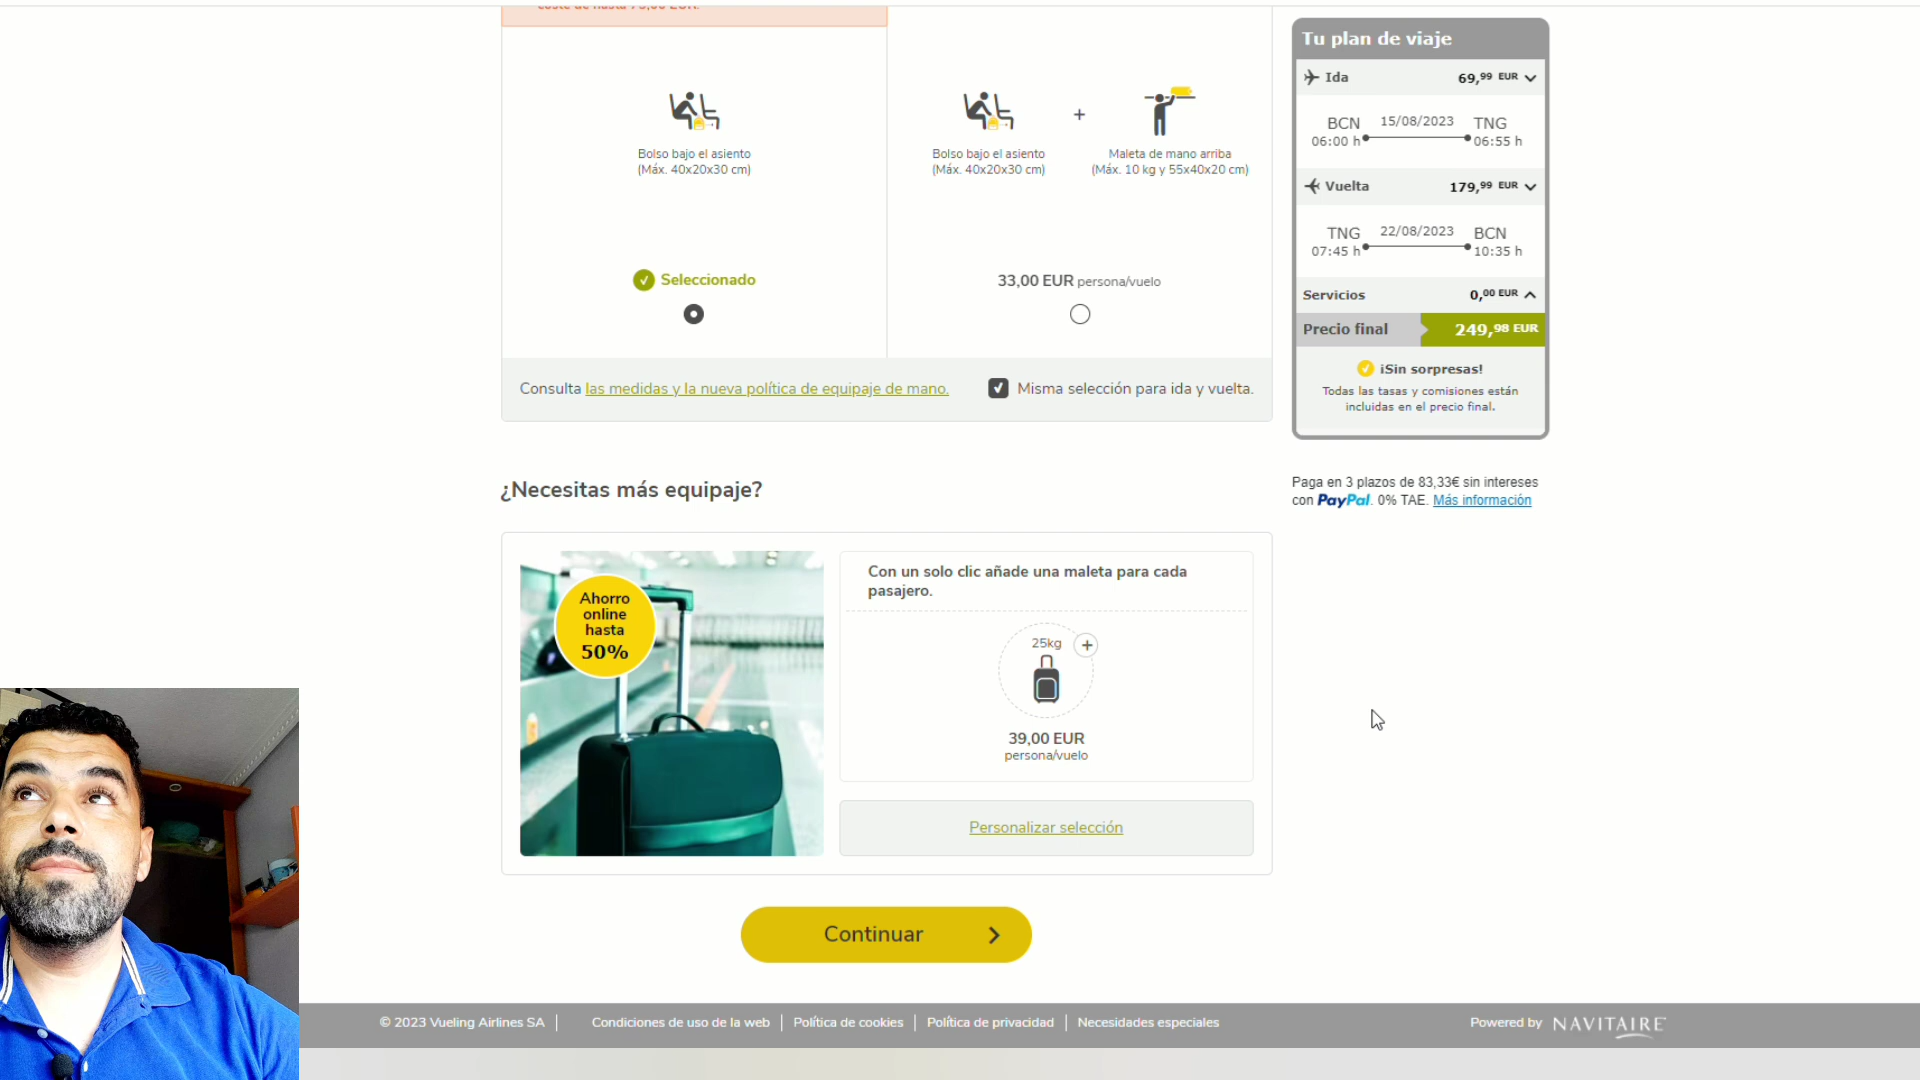 coste de hasta 75,00 EUR.
Bolso bajo el asiento
(Máx. 40x20x30 cm)
Seleccionado
Bolso bajo el asiento
(Máx. 40x20x30 cm)
+
Maleta de mano arriba
(Máx. 10 kg y 55x40x20 cm)
33,00 EUR persona/vuelo
Consulta las medidas y la nueva política de equipaje de mano.
Misma selección para ida y vuelta.
¿Necesitas más equipaje?
Ahorro
online
hasta
50%
Con un solo clic añade una maleta para cada
pasajero.
25kg
+
39,00 EUR
persona/vuelo
Personalizar selección
Continuar
Tu plan de viaje
Ida 69,99 EUR
BCN 15/08/2023 TNG
06:00 h 06:55 h
Vuelta 179,99 EUR
TNG 22/08/2023 BCN
07:45 h 10:35 h
Servicios 0,00 EUR
Precio final 249,98 EUR
¡Sin sorpresas!
Todas las tasas y comisiones están
incluidas en el precio final.
Paga en 3 plazos de 83,33€ sin intereses
con PayPal. 0% TAE. Más información
© 2023 Vueling Airlines SA | Condiciones de uso de la web | Política de cookies | Política de privacidad | Necesidades especiales
Powered by NAVITAIRE